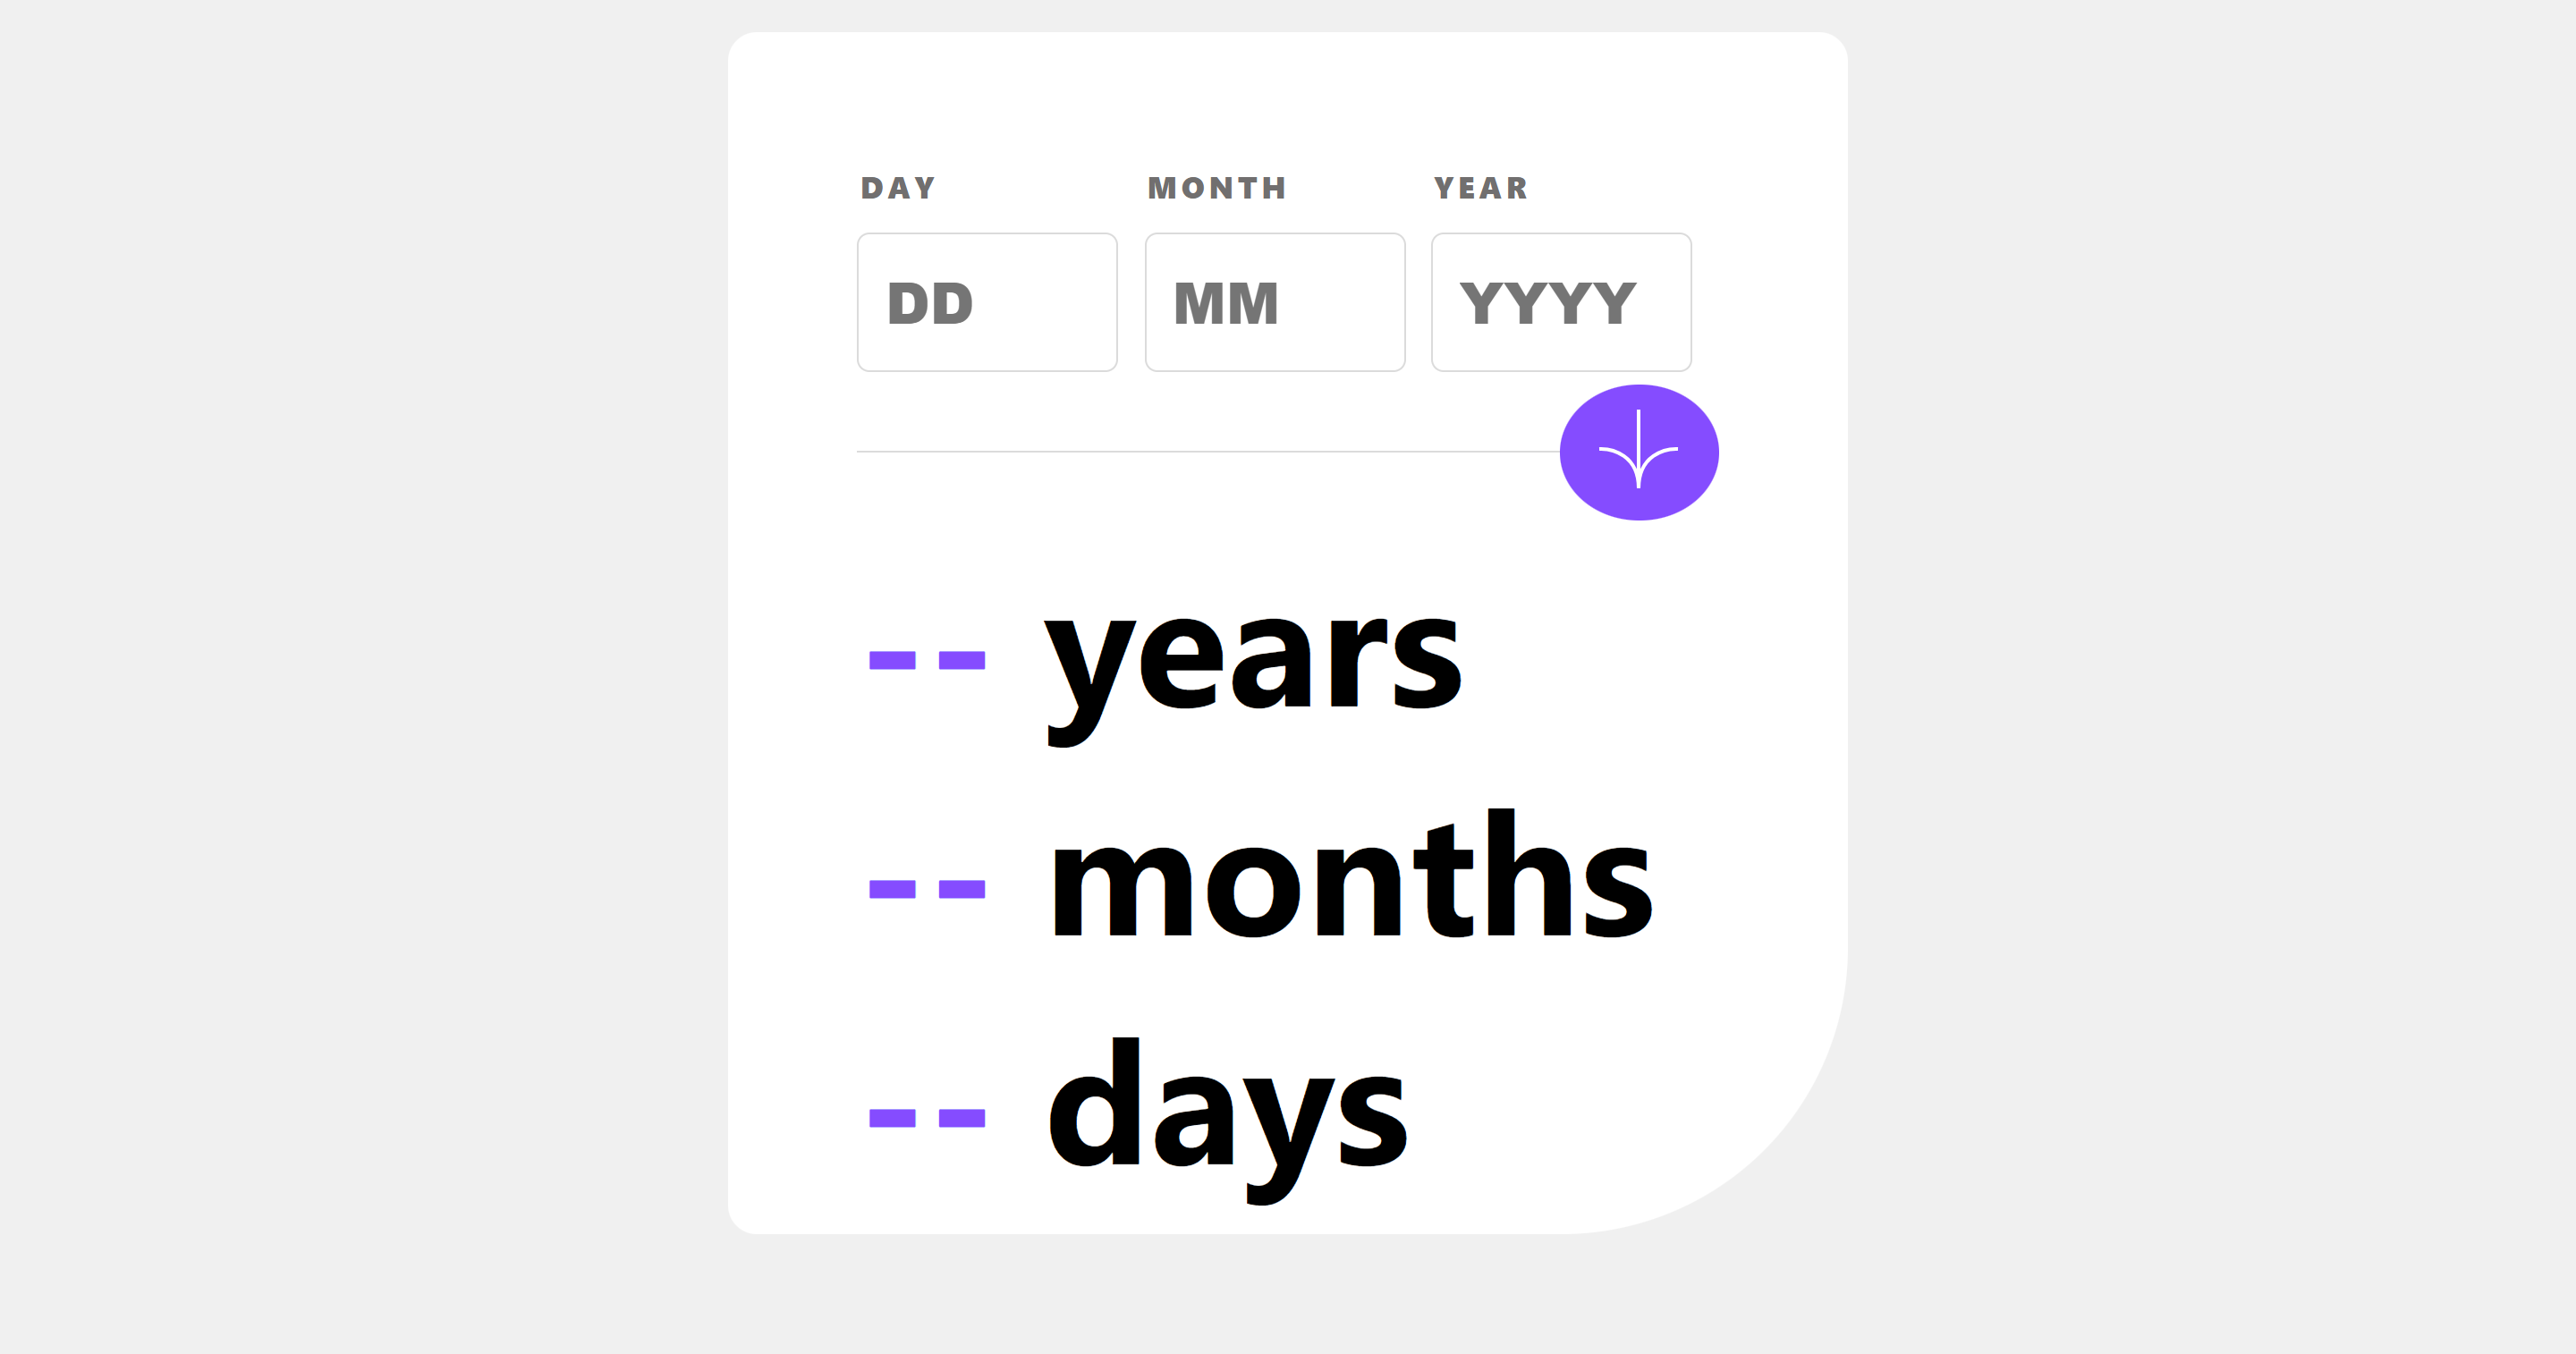 DAY MONTH YEAR
DD MM YYYY
-- years
-- months
-- days